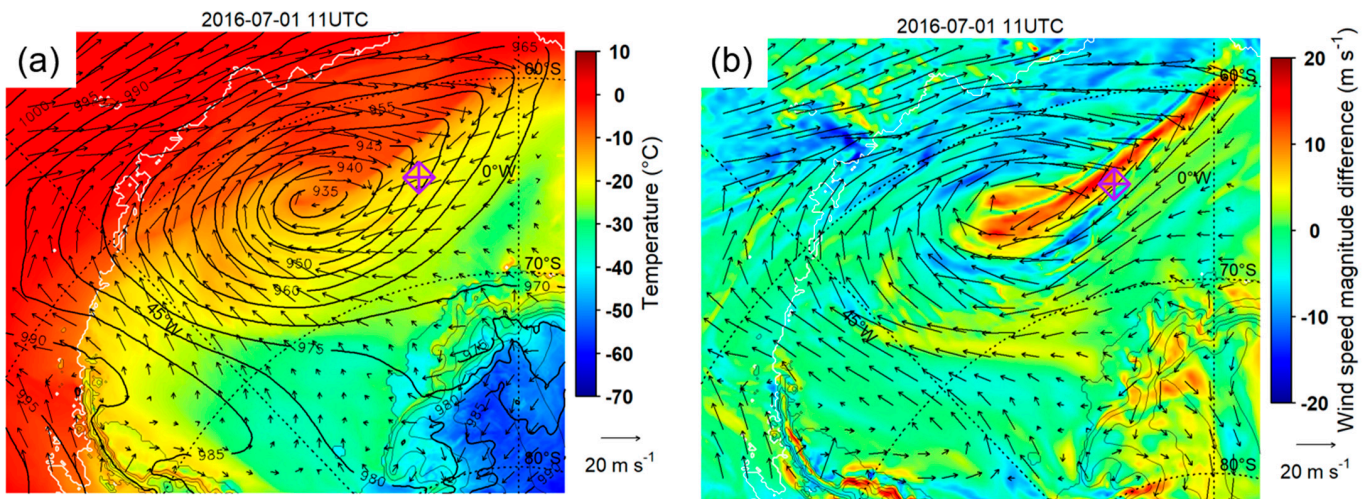 2016-07-01 11UTC
(a)
1000
995
990
965
60°S
955
945
940
935
0°W
950
960
70°S
970
45°W
990
975
975
995
980
985
985
980
80°S
10
0
-10
-20
-30
-40
-50
-60
-70
Temperature (°C)
20 m s⁻¹
2016-07-01 11UTC
(b)
60°S
0°W
70°S
45°W
80°S
20
10
0
-10
-20
Wind speed magnitude difference (m s⁻¹)
20 m s⁻¹